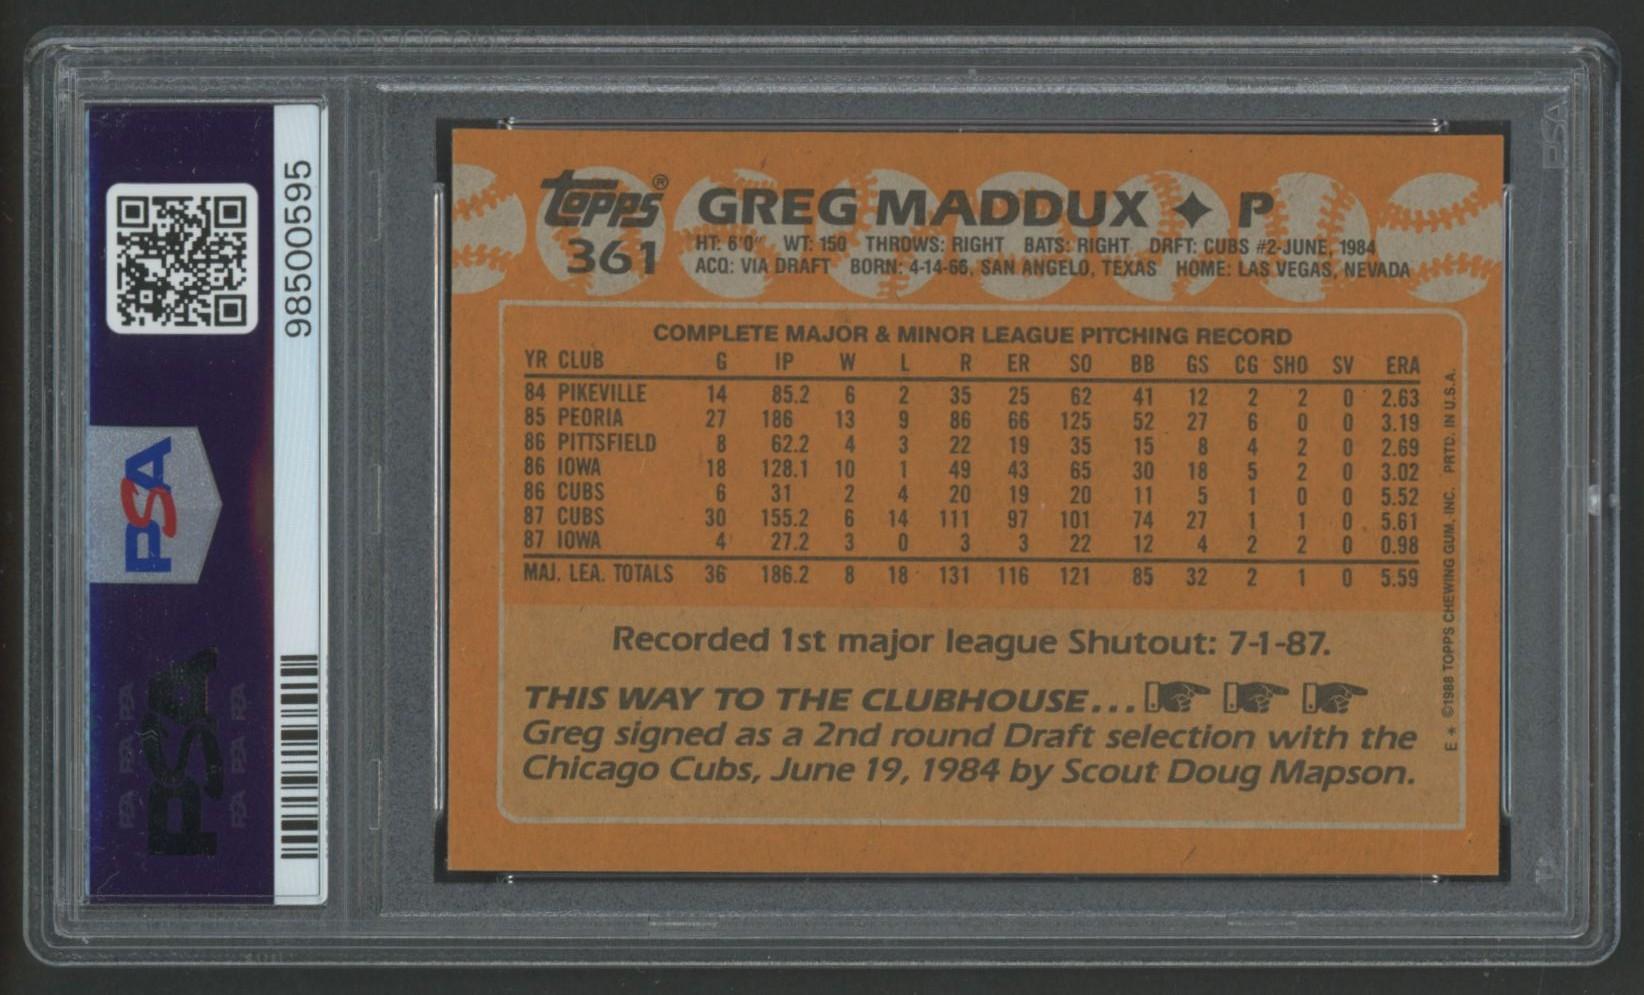 98500595
PSA
PSA
Topps®
361
GREG MADDUX ✦ P
HT: 6'0" WT: 150 THROWS: RIGHT BATS: RIGHT DRFT: CUBS #2-JUNE, 1984
ACQ: VIA DRAFT BORN: 4-14-66, SAN ANGELO, TEXAS HOME: LAS VEGAS, NEVADA
COMPLETE MAJOR & MINOR LEAGUE PITCHING RECORD
YR CLUB G IP W L R ER SO BB GS CG SHO SV ERA
84 PIKEVILLE 14 85.2 6 2 35 25 62 41 12 2 2 0 2.63
85 PEORIA 27 186 13 9 86 66 125 52 27 6 0 0 3.19
86 PITTSFIELD 8 62.2 4 3 22 19 35 15 8 4 2 0 2.69
86 IOWA 18 128.1 10 1 49 43 65 30 18 5 2 0 3.02
86 CUBS 6 31 2 4 20 19 20 11 5 1 0 0 5.52
87 CUBS 30 155.2 6 14 111 97 101 74 27 1 1 0 5.61
87 IOWA 4 27.2 3 0 3 3 22 12 4 2 2 0 0.98
MAJ. LEA. TOTALS 36 186.2 8 18 131 116 121 85 32 2 1 0 5.59
Recorded 1st major league Shutout: 7-1-87.
THIS WAY TO THE CLUBHOUSE...
Greg signed as a 2nd round Draft selection with the
Chicago Cubs, June 19, 1984 by Scout Doug Mapson.
E * ©1988 TOPPS CHEWING GUM, INC. PRTD. IN U.S.A.
PSA